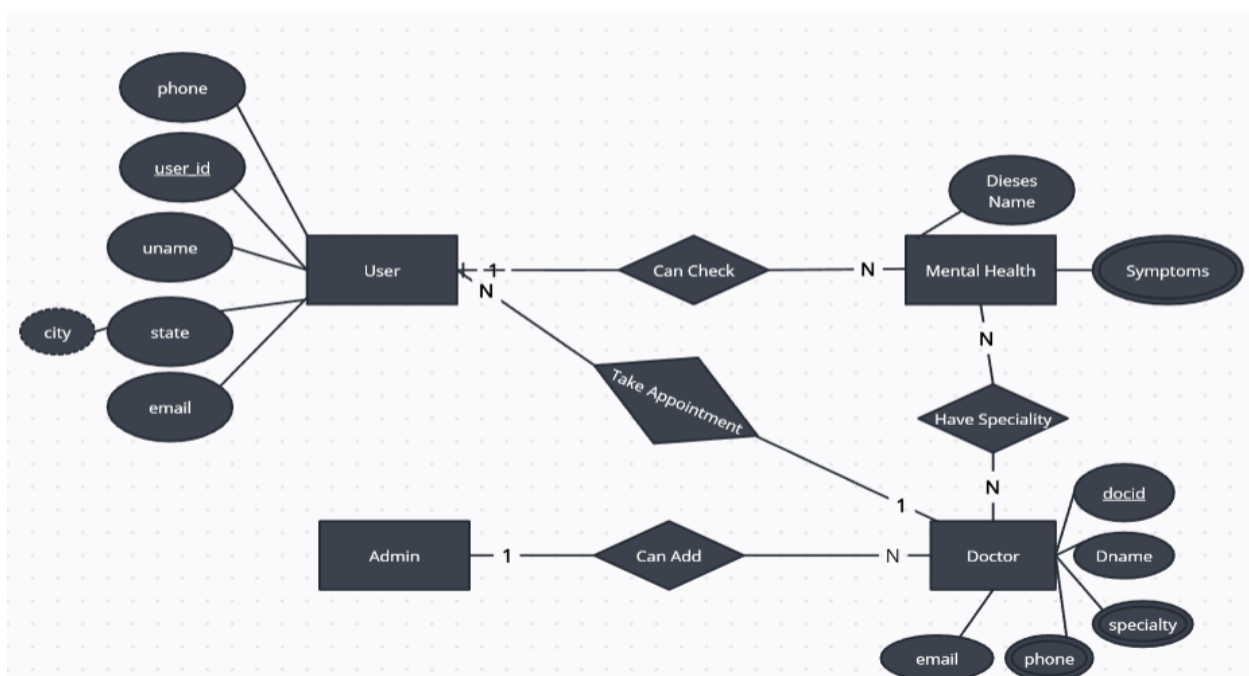 phone
user_id
uname
city
state
email
User
1
Can Check
N
Mental Health
Dieses
Name
Symptoms
N
Take Appointment
1
N
Have Speciality
N
Admin
1
Can Add
N
Doctor
docid
Dname
specialty
phone
email